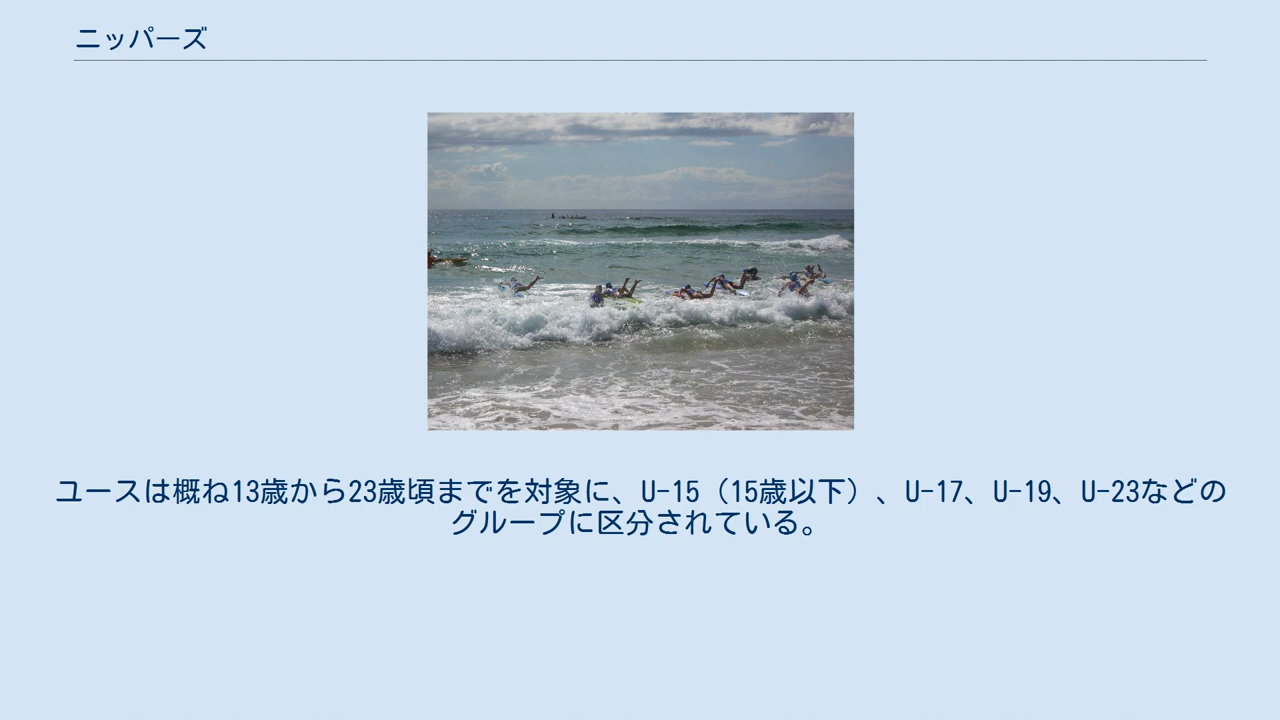 ニッパーズ
ユースは概ね13歳から23歳頃までを対象に、U-15（15歳以下）、U-17、U-19、U-23などの
グループに区分されている。